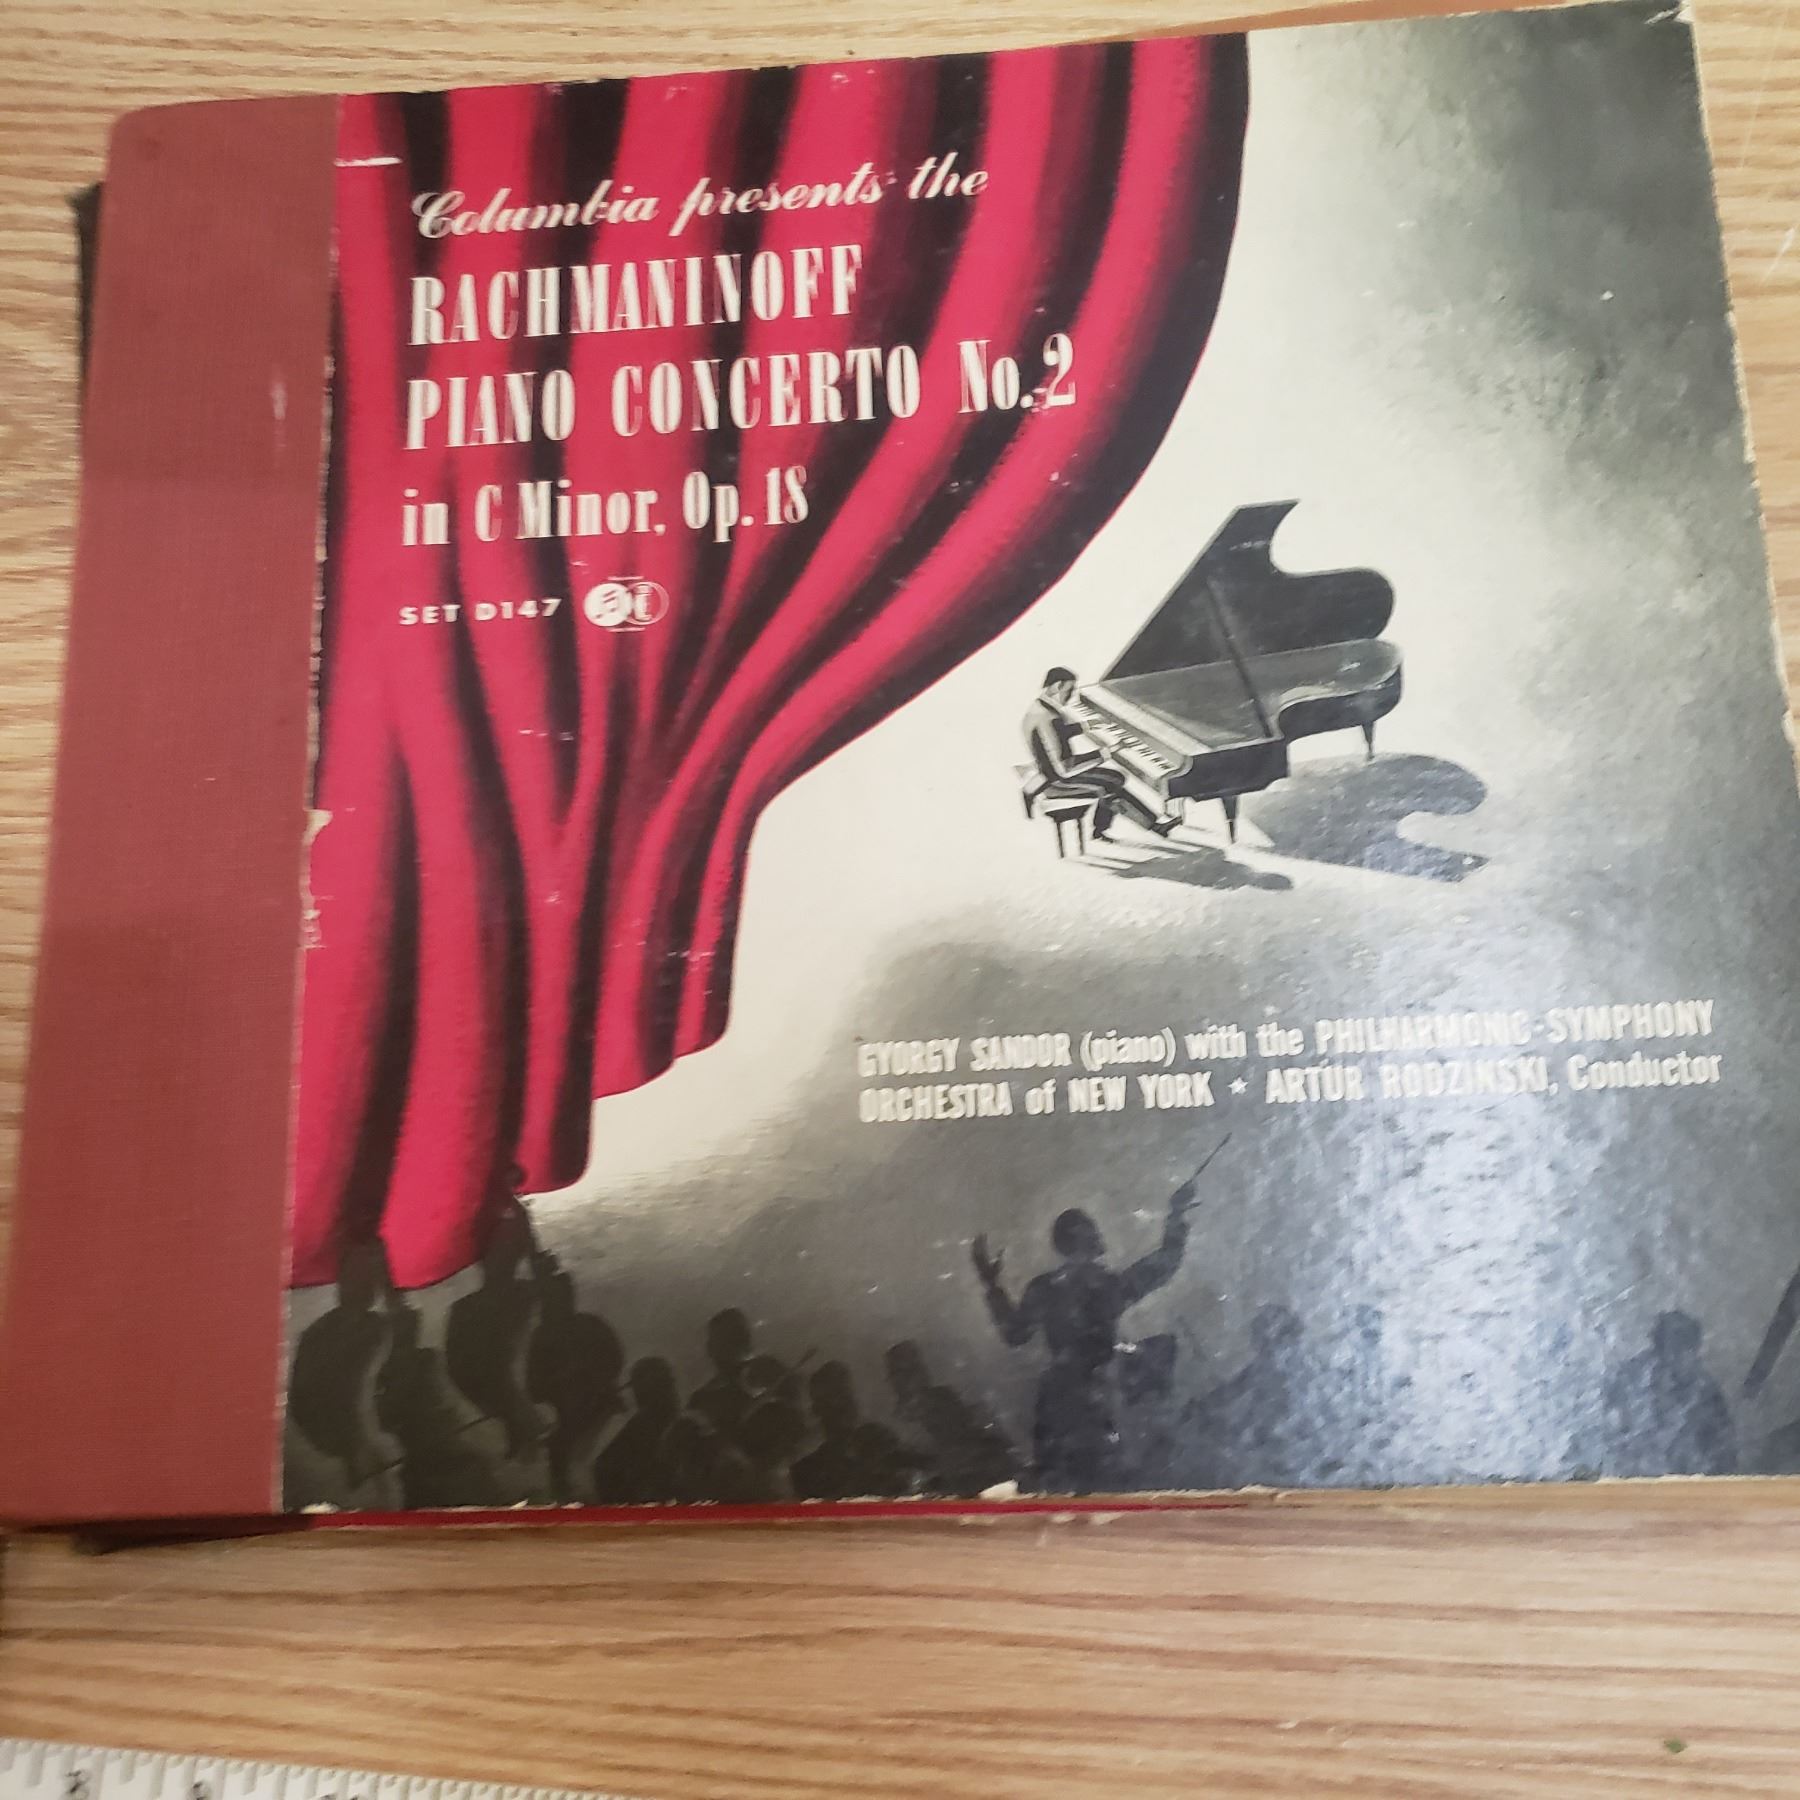 Columbia presents the
RACHMANINOFF
PIANO CONCERTO No. 2
in C Minor, Op. 18
SET D147
GYORGY SANDOR (piano) with the PHILHARMONIC-SYMPHONY
ORCHESTRA of NEW YORK ★ ARTUR RODZINSKI, Conductor